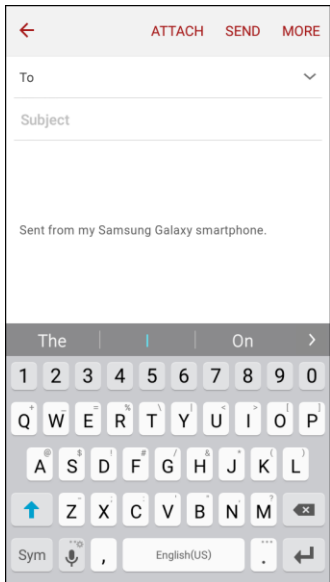 ATTACH SEND MORE
To
Subject
Sent from my Samsung Galaxy smartphone.
The I On
1 2 3 4 5 6 7 8 9 0
Q W E R T Y U I O P
A S D F G H J K L
Z X C V B N M
Sym , English(US) .